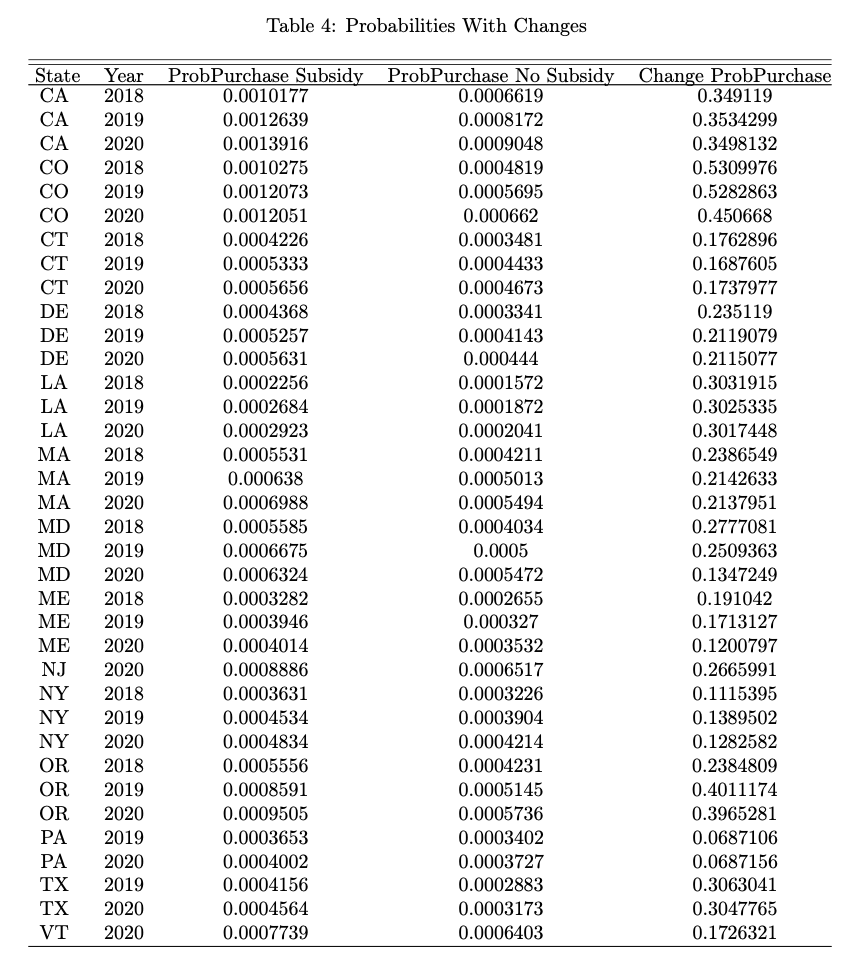 Table 4: Probabilities With Changes
State Year ProbPurchase Subsidy ProbPurchase No Subsidy Change ProbPurchase
CA 2018 0.0010177 0.0006619 0.349119
CA 2019 0.0012639 0.0008172 0.3534299
CA 2020 0.0013916 0.0009048 0.3498132
CO 2018 0.0010275 0.0004819 0.5309976
CO 2019 0.0012073 0.0005695 0.5282863
CO 2020 0.0012051 0.000662 0.450668
CT 2018 0.0004226 0.0003481 0.1762896
CT 2019 0.0005333 0.0004433 0.1687605
CT 2020 0.0005656 0.0004673 0.1737977
DE 2018 0.0004368 0.0003341 0.235119
DE 2019 0.0005257 0.0004143 0.2119079
DE 2020 0.0005631 0.000444 0.2115077
LA 2018 0.0002256 0.0001572 0.3031915
LA 2019 0.0002684 0.0001872 0.3025335
LA 2020 0.0002923 0.0002041 0.3017448
MA 2018 0.0005531 0.0004211 0.2386549
MA 2019 0.000638 0.0005013 0.2142633
MA 2020 0.0006988 0.0005494 0.2137951
MD 2018 0.0005585 0.0004034 0.2777081
MD 2019 0.0006675 0.0005 0.2509363
MD 2020 0.0006324 0.0005472 0.1347249
ME 2018 0.0003282 0.0002655 0.191042
ME 2019 0.0003946 0.000327 0.1713127
ME 2020 0.0004014 0.0003532 0.1200797
NJ 2020 0.0008886 0.0006517 0.2665991
NY 2018 0.0003631 0.0003226 0.1115395
NY 2019 0.0004534 0.0003904 0.1389502
NY 2020 0.0004834 0.0004214 0.1282582
OR 2018 0.0005556 0.0004231 0.2384809
OR 2019 0.0008591 0.0005145 0.4011174
OR 2020 0.0009505 0.0005736 0.3965281
PA 2019 0.0003653 0.0003402 0.0687106
PA 2020 0.0004002 0.0003727 0.0687156
TX 2019 0.0004156 0.0002883 0.3063041
TX 2020 0.0004564 0.0003173 0.3047765
VT 2020 0.0007739 0.0006403 0.1726321